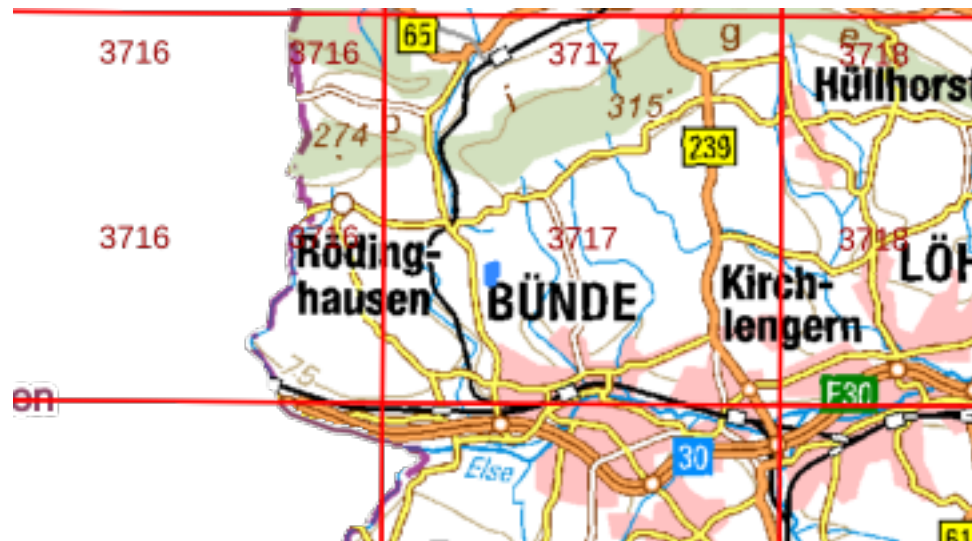 65
g
e
3716
3716
3717
3718
i
r
Hüllhorst
315
p
274
239
3716
3716
3717
3718
Röding-
hausen
BÜNDE
Kirch-
lengern
LÖH
75
on
E30
30
Else
61